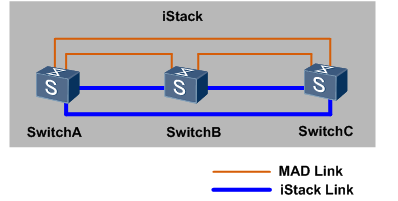 iStack
S
S
S
SwitchA
SwitchB
SwitchC
MAD Link
iStack Link